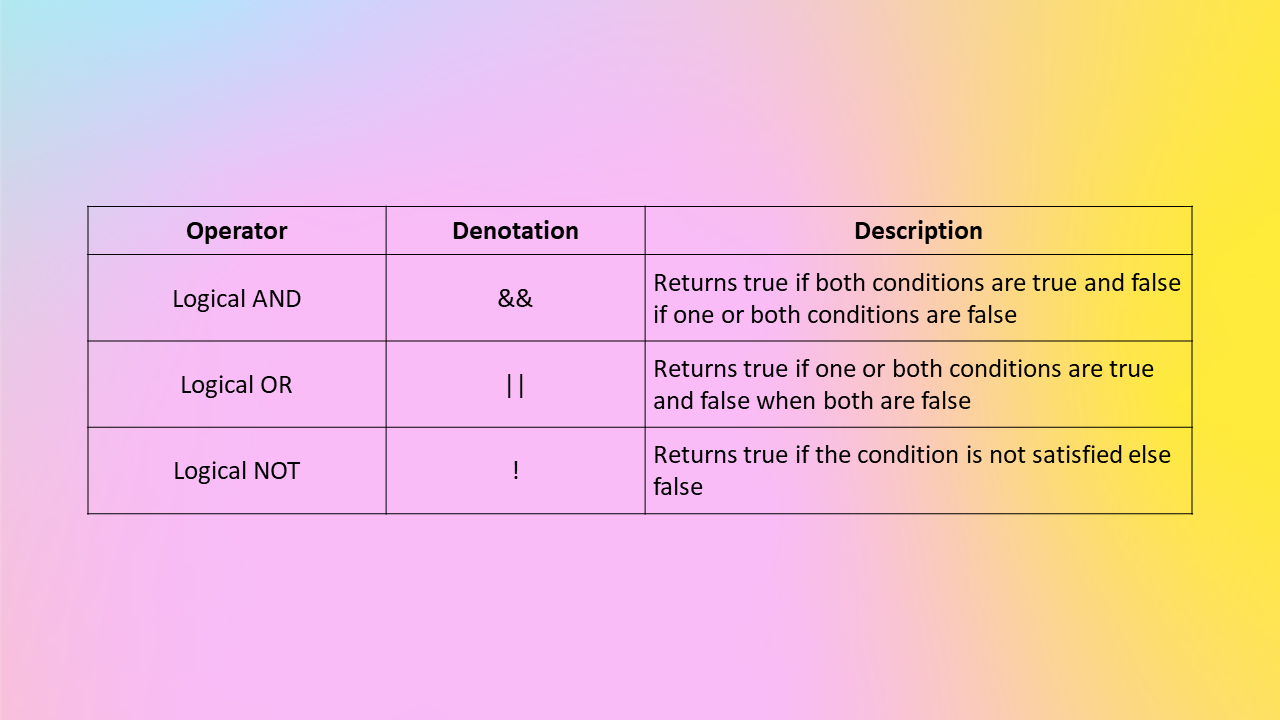 Operator Denotation Description
Logical AND && Returns true if both conditions are true and false
if one or both conditions are false
Logical OR || Returns true if one or both conditions are true
and false when both are false
Logical NOT ! Returns true if the condition is not satisfied else
false